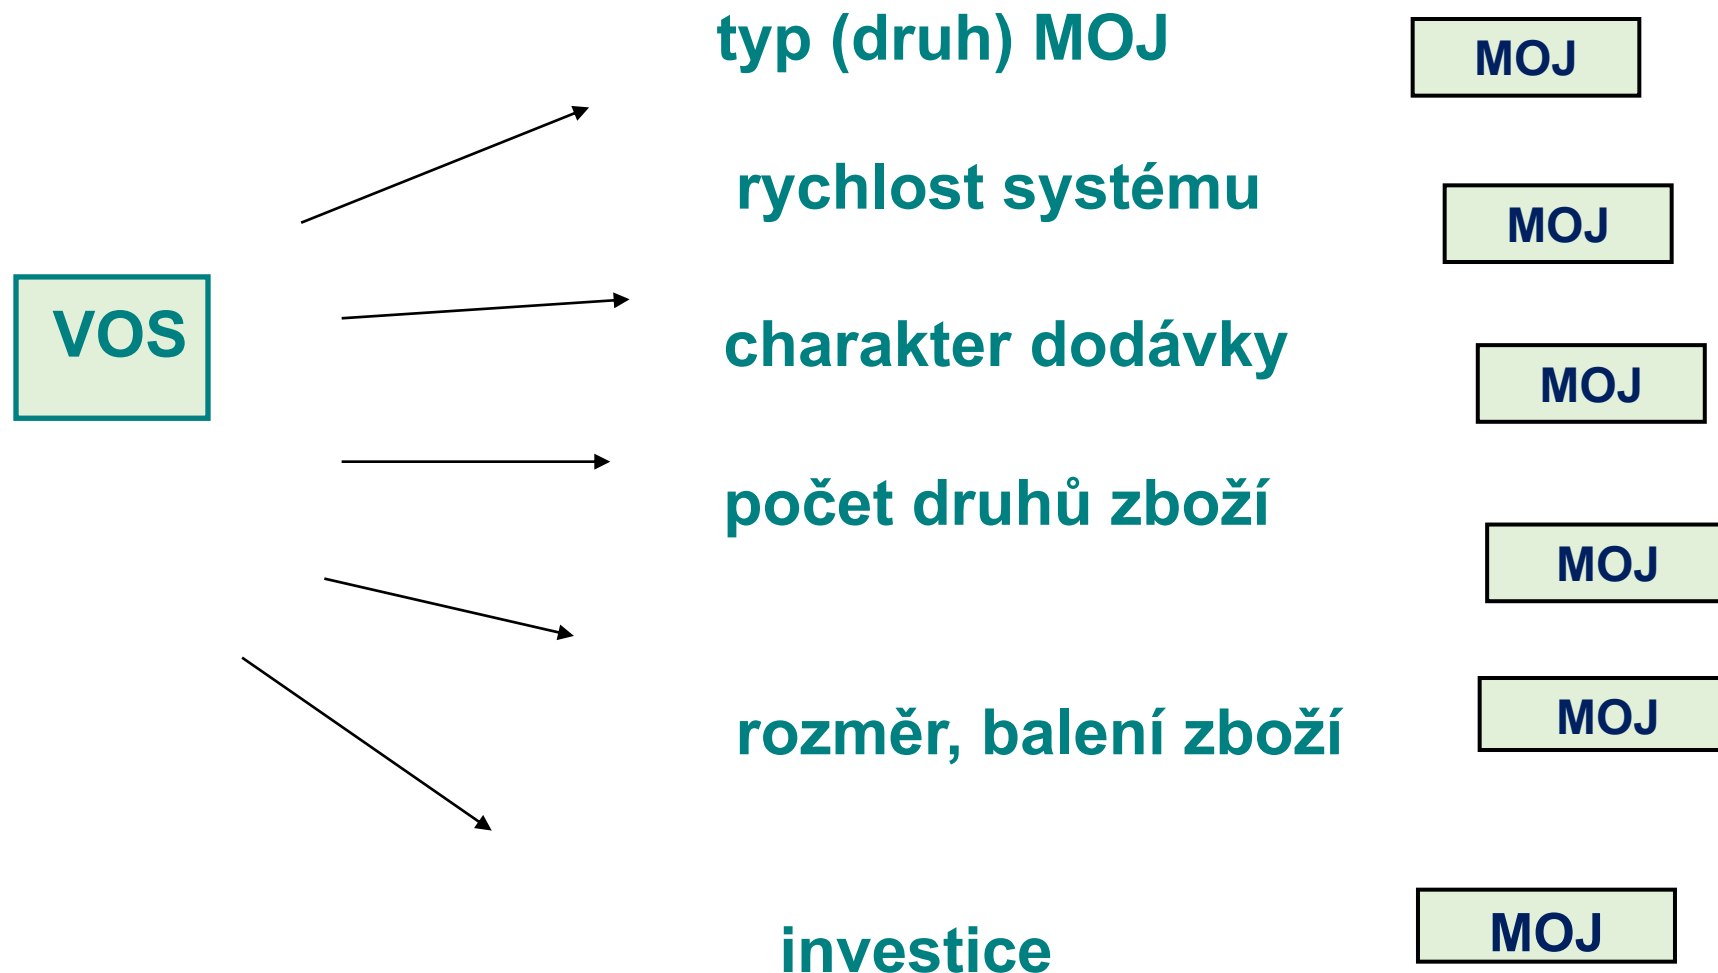 typ (druh) MOJ
MOJ
rychlost systému
MOJ
VOS
charakter dodávky
MOJ
počet druhů zboží
MOJ
rozměr, balení zboží
MOJ
investice
MOJ